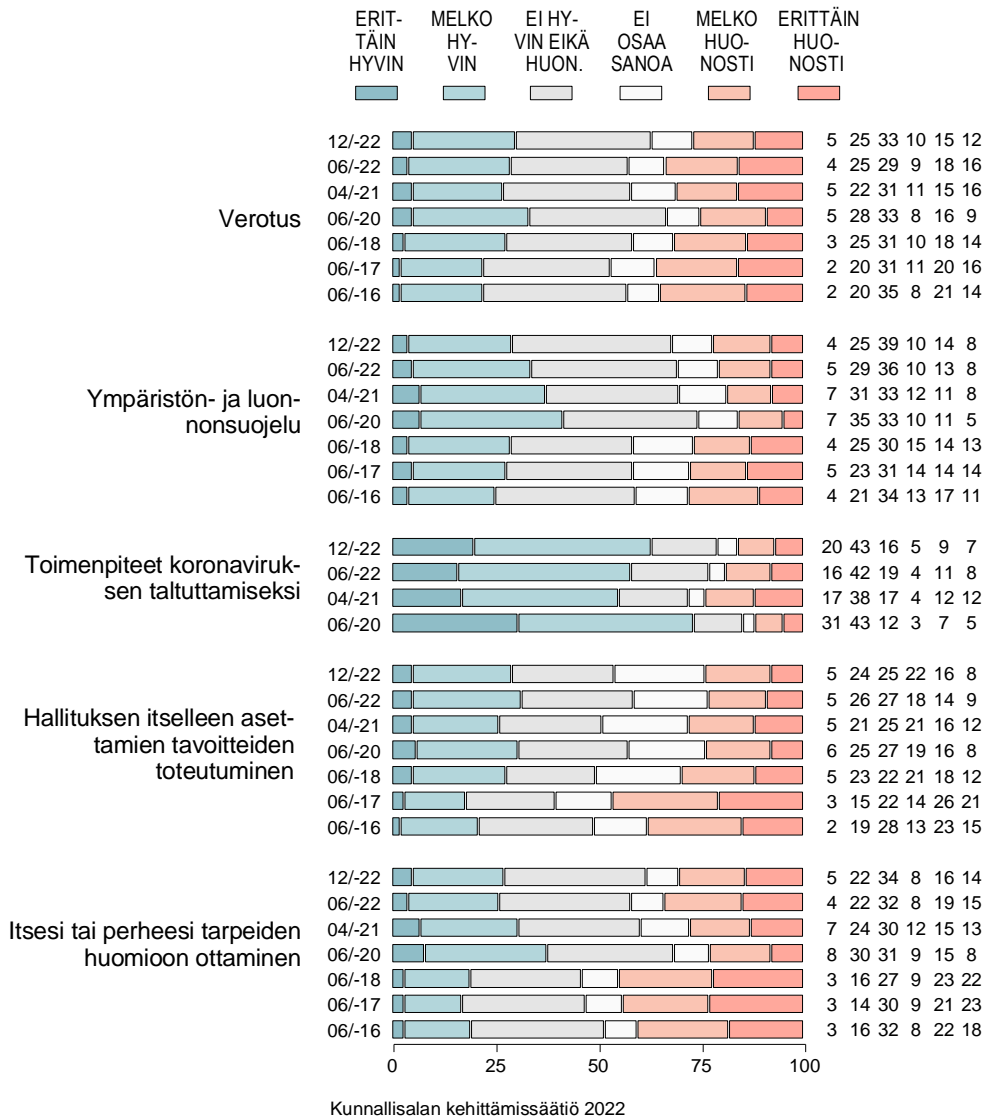 ERIT-
TÄIN
HYVIN
MELKO
HY-
VIN
EI HY-
VIN EIKÄ
HUON.
EI
OSAA
SANOA
MELKO
HUO-
NOSTI
ERITTÄIN
HUO-
NOSTI
Verotus
12/-22 5 25 33 10 15 12
06/-22 4 25 29 9 18 16
04/-21 5 22 31 11 15 16
06/-20 5 28 33 8 16 9
06/-18 3 25 31 10 18 14
06/-17 2 20 31 11 20 16
06/-16 2 20 35 8 21 14
Ympäristön- ja luon-
nonsuojelu
12/-22 4 25 39 10 14 8
06/-22 5 29 36 10 13 8
04/-21 7 31 33 12 11 8
06/-20 7 35 33 10 11 5
06/-18 4 25 30 15 14 13
06/-17 5 23 31 14 14 14
06/-16 4 21 34 13 17 11
Toimenpiteet koronaviruk-
sen taltuttamiseksi
12/-22 20 43 16 5 9 7
06/-22 16 42 19 4 11 8
04/-21 17 38 17 4 12 12
06/-20 31 43 12 3 7 5
Hallituksen itselleen aset-
tamien tavoitteiden
toteutuminen
12/-22 5 24 25 22 16 8
06/-22 5 26 27 18 14 9
04/-21 5 21 25 21 16 12
06/-20 6 25 27 19 16 8
06/-18 5 23 22 21 18 12
06/-17 3 15 22 14 26 21
06/-16 2 19 28 13 23 15
Itsesi tai perheesi tarpeiden
huomioon ottaminen
12/-22 5 22 34 8 16 14
06/-22 4 22 32 8 19 15
04/-21 7 24 30 12 15 13
06/-20 8 30 31 9 15 8
06/-18 3 16 27 9 23 22
06/-17 3 14 30 9 21 23
06/-16 3 16 32 8 22 18
0 25 50 75 100
Kunnallisalan kehittämissäätiö 2022